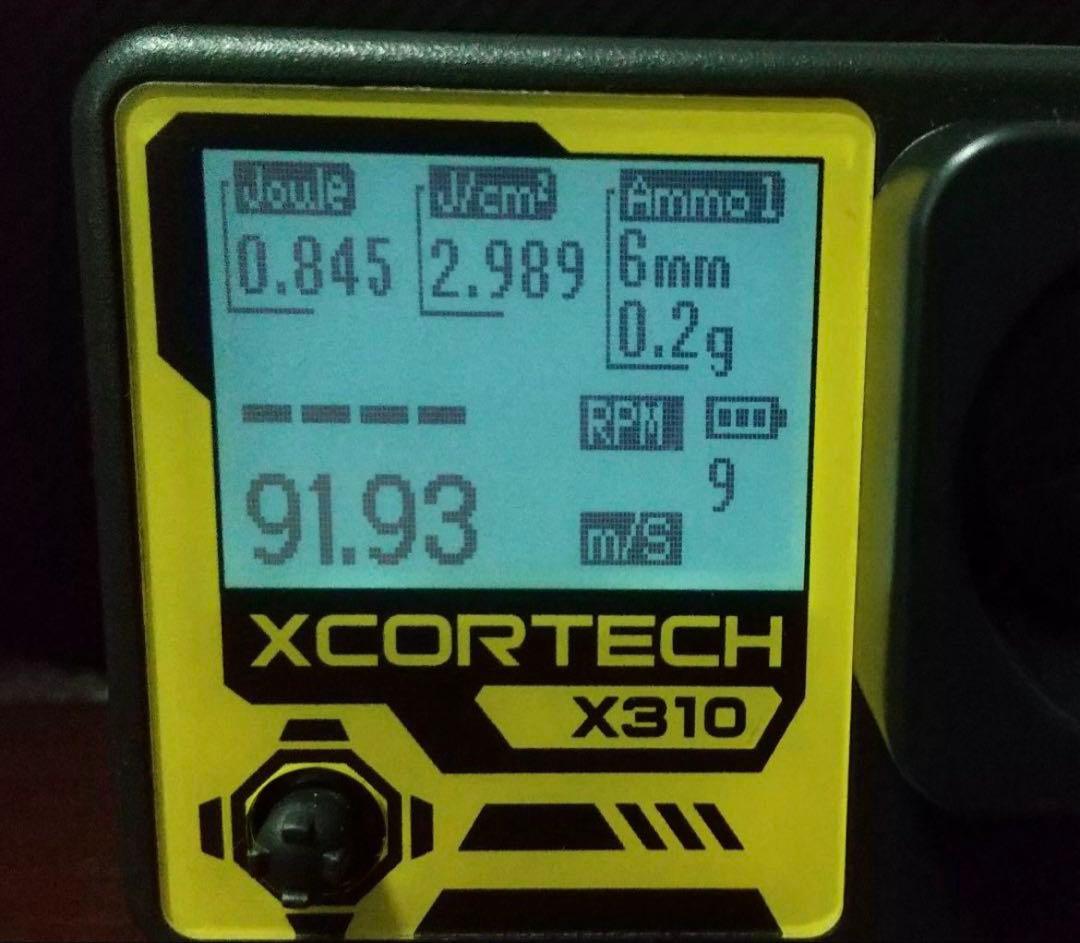 Joule J/cm² Ammo 1
0.845 2.989 6mm
0.2g
---- RPM
9
91.93 m/S
XCORTECH
X310